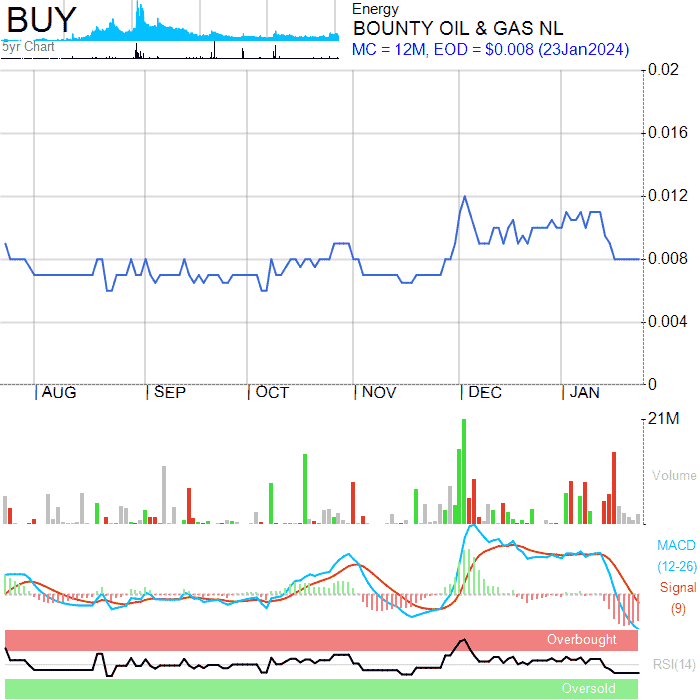 BUY
5yr Chart
Energy
BOUNTY OIL & GAS NL
MC = 12M, EOD = $0.008 (23Jan2024)
0.02
0.016
0.012
0.008
0.004
0
AUG SEP OCT NOV DEC JAN
21M
Volume
MACD
(12-26)
Signal
(9)
Overbought
RSI(14)
Oversold